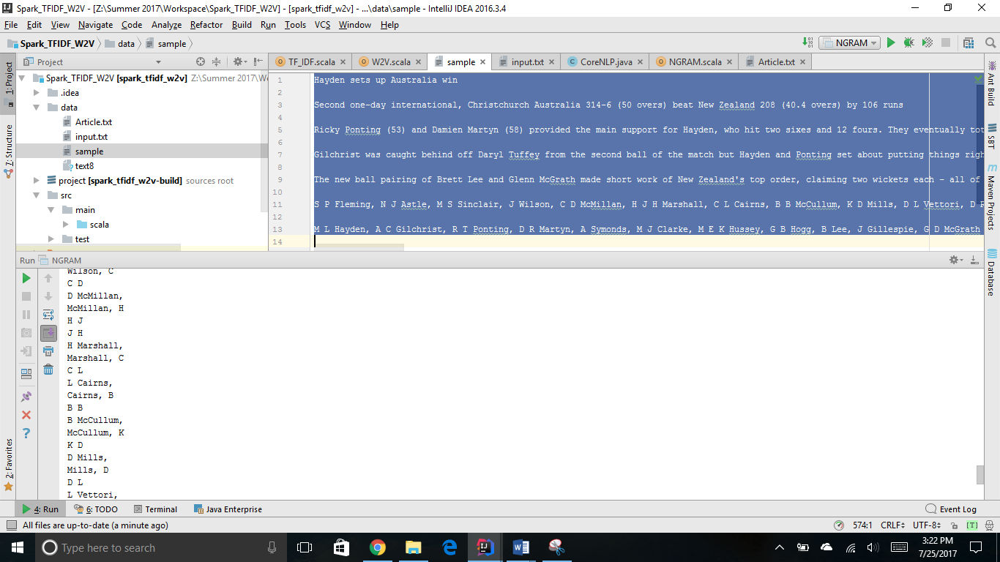 Spark_TFIDF_W2V - [Z:\Summer 2017\Workspace\Spark_TFIDF_W2V] - [spark_tfidf_w2v] - ...\data\sample - IntelliJ IDEA 2016.3.4
File Edit View Navigate Code Analyze Refactor Build Run Tools VCS Window Help
Spark_TFIDF_W2V data sample
NGRAM
Project
TF_IDF.scala W2V.scala sample input.txt CoreNLP.java NGRAM.scala Article.txt
1: Project
7: Structure
2: Favorites
Spark_TFIDF_W2V [spark_tfidf_w2v] Z:\Summer 2017\W
.idea
data
Article.txt
input.txt
sample
text8
project [spark_tfidf_w2v-build] sources root
src
main
scala
test
1 Hayden sets up Australia win
2
3 Second one-day international, Christchurch Australia 314-6 (50 overs) beat New Zealand 208 (40.4 overs) by 106 runs
4
5 Ricky Ponting (53) and Damien Martyn (58) provided the main support for Hayden, who hit two sixes and 12 fours. They eventually tot
6
7 Gilchrist was caught behind off Daryl Tuffey from the second ball of the match but Hayden and Ponting set about putting things righ
8
9 The new ball pairing of Brett Lee and Glenn McGrath made short work of New Zealand's top order, claiming two wickets each - all of
10
11 S P Fleming, N J Astle, M S Sinclair, J Wilson, C D McMillan, H J H Marshall, C L Cairns, B B McCullum, K D Mills, D L Vettori, D R
12
13 M L Hayden, A C Gilchrist, R T Ponting, D R Martyn, A Symonds, M J Clarke, M E K Hussey, G B Hogg, B Lee, J Gillespie, G D McGrath
14
Ant Build
SBT
Maven Projects
Database
Run NGRAM
Wilson, C
C D
D McMillan,
McMillan, H
H J
J H
H Marshall,
Marshall, C
C L
L Cairns,
Cairns, B
B B
B McCullum,
McCullum, K
K D
D Mills,
Mills, D
D L
L Vettori,
4: Run 6: TODO Terminal Java Enterprise Event Log
All files are up-to-date (a minute ago) 574:1 CRLF UTF-8 [T]
Type here to search
3:22 PM
7/25/2017